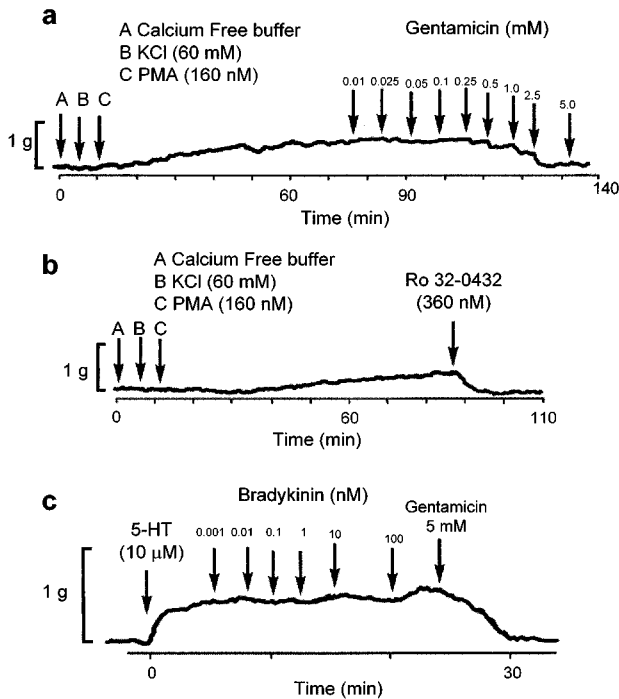 a
A Calcium Free buffer
B KCl (60 mM)
C PMA (160 nM)
Gentamicin (mM)
0.01 0.025 0.05 0.1 0.25 0.5 1.0 2.5 5.0
A B C
1 g
0 60 90 140
Time (min)
b
A Calcium Free buffer
B KCl (60 mM)
C PMA (160 nM)
Ro 32-0432
(360 nM)
A B C
1 g
0 60 110
Time (min)
c
Bradykinin (nM)
5-HT
(10 µM)
0.001 0.01 0.1 1 10 100
Gentamicin
5 mM
1 g
0 30
Time (min)